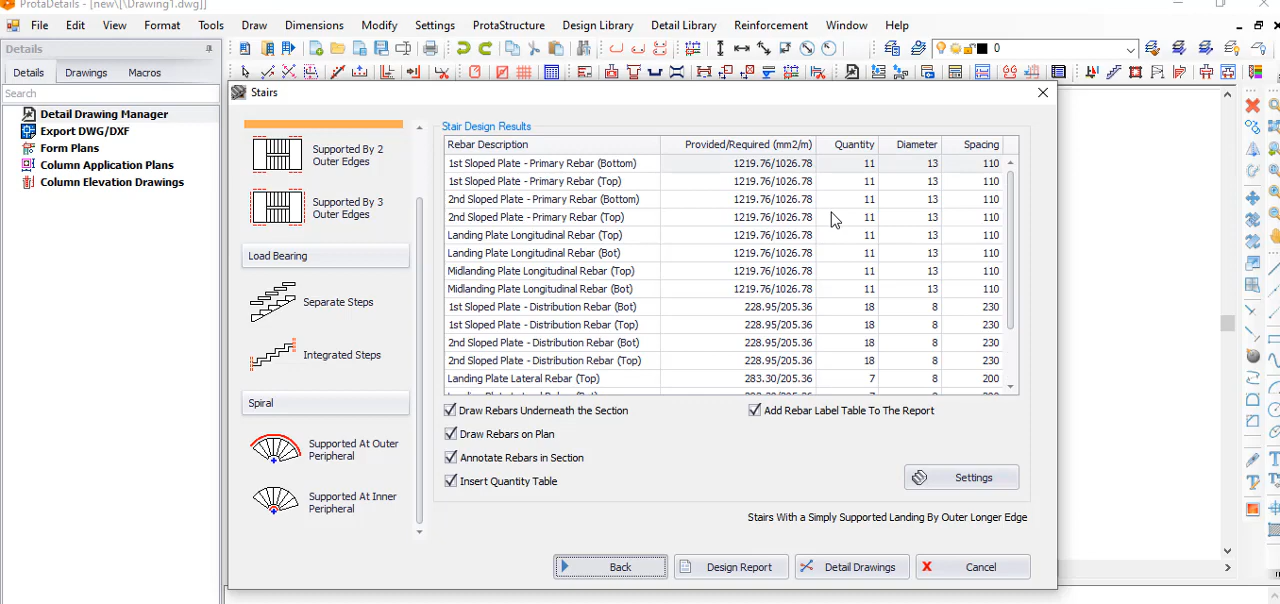 ProtaDetails - [new\[\Drawing1.dwg]]
File Edit View Format Tools Draw Dimensions Modify Settings ProtaStructure Design Library Detail Library Reinforcement Window Help
0
Details
Details Drawings Macros
Search
Detail Drawing Manager
Export DWG/DXF
Form Plans
Column Application Plans
Column Elevation Drawings
Stairs
Supported By 2
Outer Edges
Supported By 3
Outer Edges
Load Bearing
Separate Steps
Integrated Steps
Spiral
Supported At Outer
Peripheral
Supported At Inner
Peripheral
Stair Design Results
Rebar Description Provided/Required (mm2/m) Quantity Diameter Spacing
1st Sloped Plate - Primary Rebar (Bottom) 1219.76/1026.78 11 13 110
1st Sloped Plate - Primary Rebar (Top) 1219.76/1026.78 11 13 110
2nd Sloped Plate - Primary Rebar (Bottom) 1219.76/1026.78 11 13 110
2nd Sloped Plate - Primary Rebar (Top) 1219.76/1026.78 11 13 110
Landing Plate Longitudinal Rebar (Top) 1219.76/1026.78 11 13 110
Landing Plate Longitudinal Rebar (Bot) 1219.76/1026.78 11 13 110
Midlanding Plate Longitudinal Rebar (Top) 1219.76/1026.78 11 13 110
Midlanding Plate Longitudinal Rebar (Bot) 1219.76/1026.78 11 13 110
1st Sloped Plate - Distribution Rebar (Bot) 228.95/205.36 18 8 230
1st Sloped Plate - Distribution Rebar (Top) 228.95/205.36 18 8 230
2nd Sloped Plate - Distribution Rebar (Bot) 228.95/205.36 18 8 230
2nd Sloped Plate - Distribution Rebar (Top) 228.95/205.36 18 8 230
Landing Plate Lateral Rebar (Top) 283.30/205.36 7 8 200
Draw Rebars Underneath the Section
Add Rebar Label Table To The Report
Draw Rebars on Plan
Annotate Rebars in Section
Insert Quantity Table
Settings
Stairs With a Simply Supported Landing By Outer Longer Edge
Back Design Report Detail Drawings Cancel